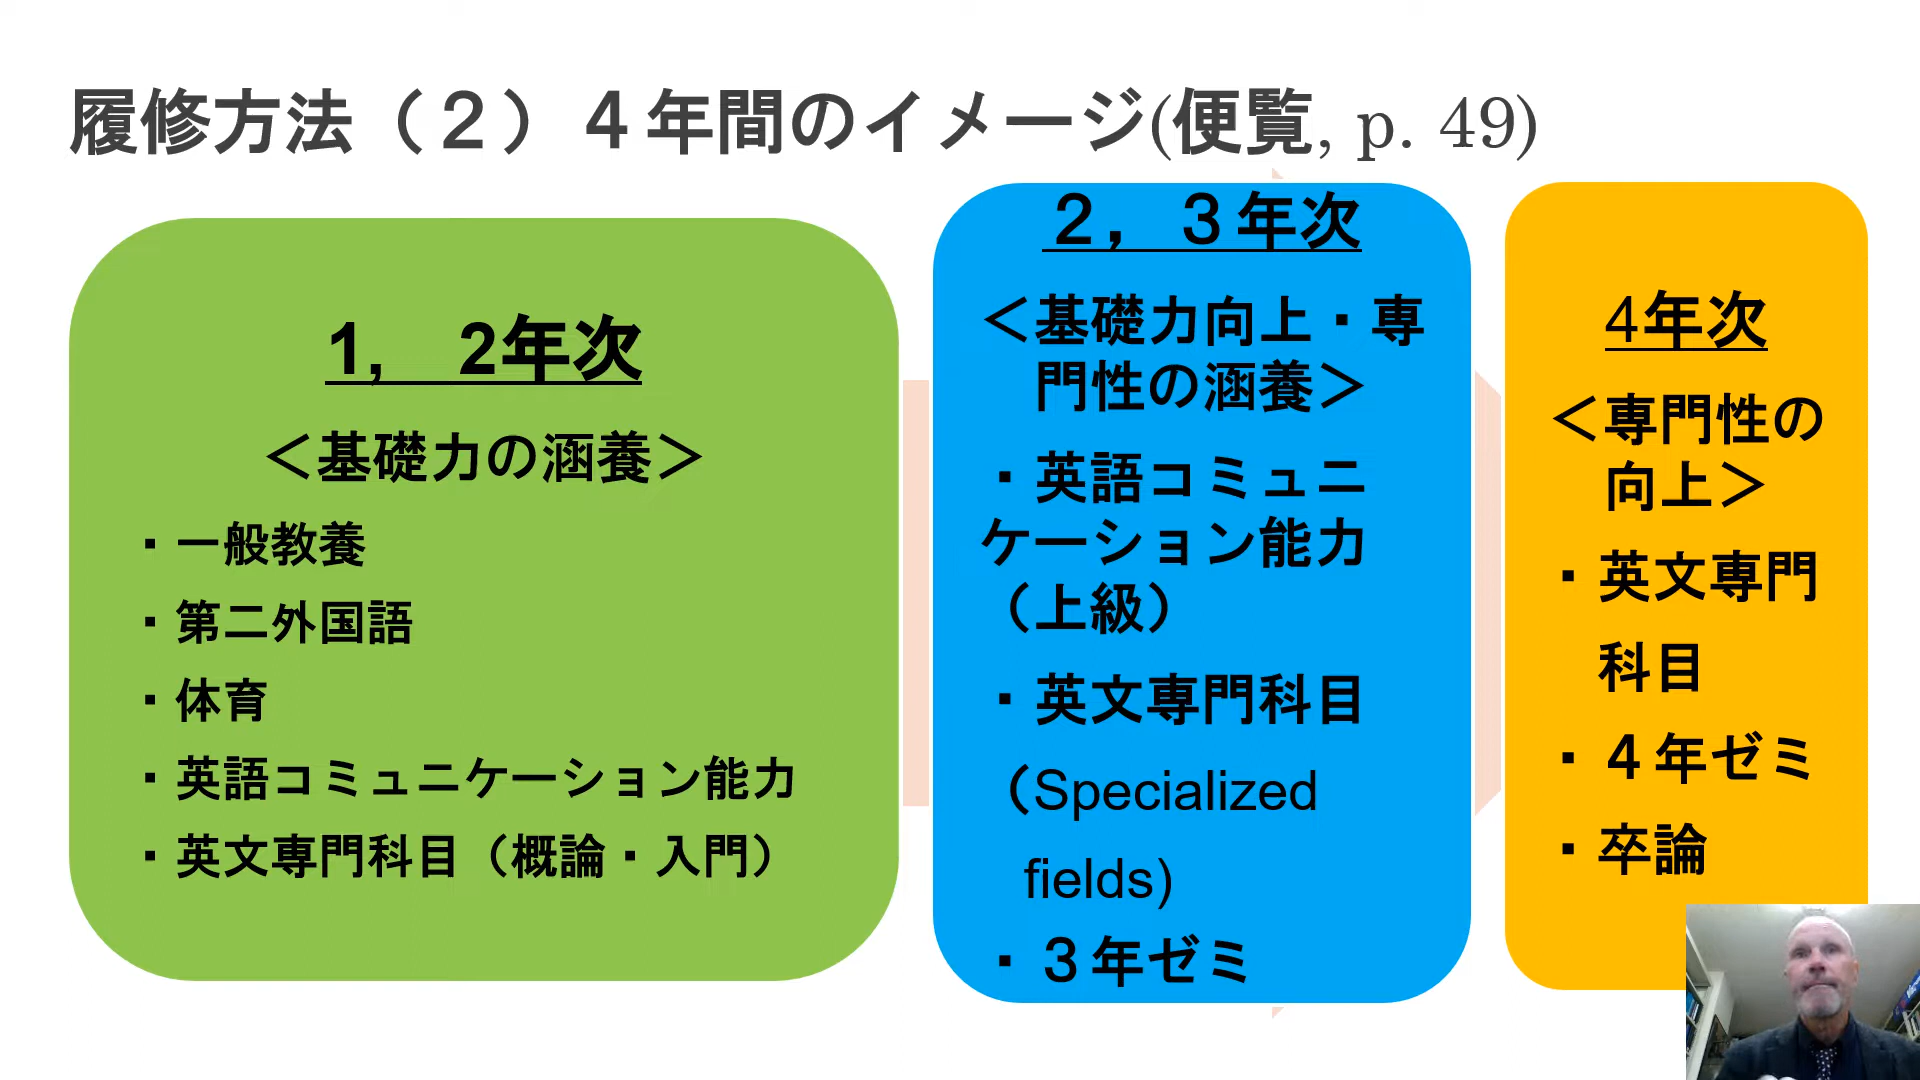 履修方法（２）４年間のイメージ(便覧, p. 49)
1,　2年次
＜基礎力の涵養＞
・一般教養
・第二外国語
・体育
・英語コミュニケーション能力
・英文専門科目（概論・入門）
２，３年次
＜基礎力向上・専
門性の涵養＞
・英語コミュニ
ケーション能力
（上級）
・英文専門科目
（Specialized
fields)
・３年ゼミ
4年次
＜専門性の
向上＞
・英文専門
科目
・４年ゼミ
・卒論